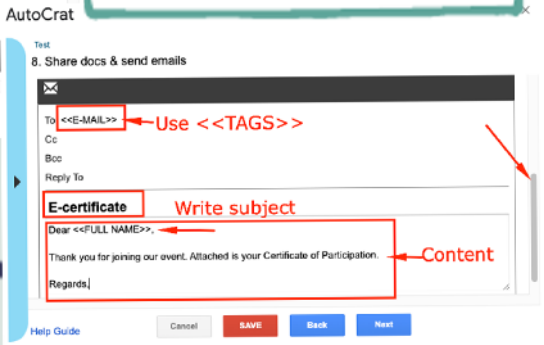 AutoCrat
Test
8. Share docs & send emails
To <<E-MAIL>> Use <<TAGS>>
Cc
Bcc
Reply To
E-certificate Write subject
Dear <<FULL NAME>>,
Thank you for joining our event. Attached is your Certificate of Participation. Content
Regards,
Help Guide Cancel SAVE Back Next